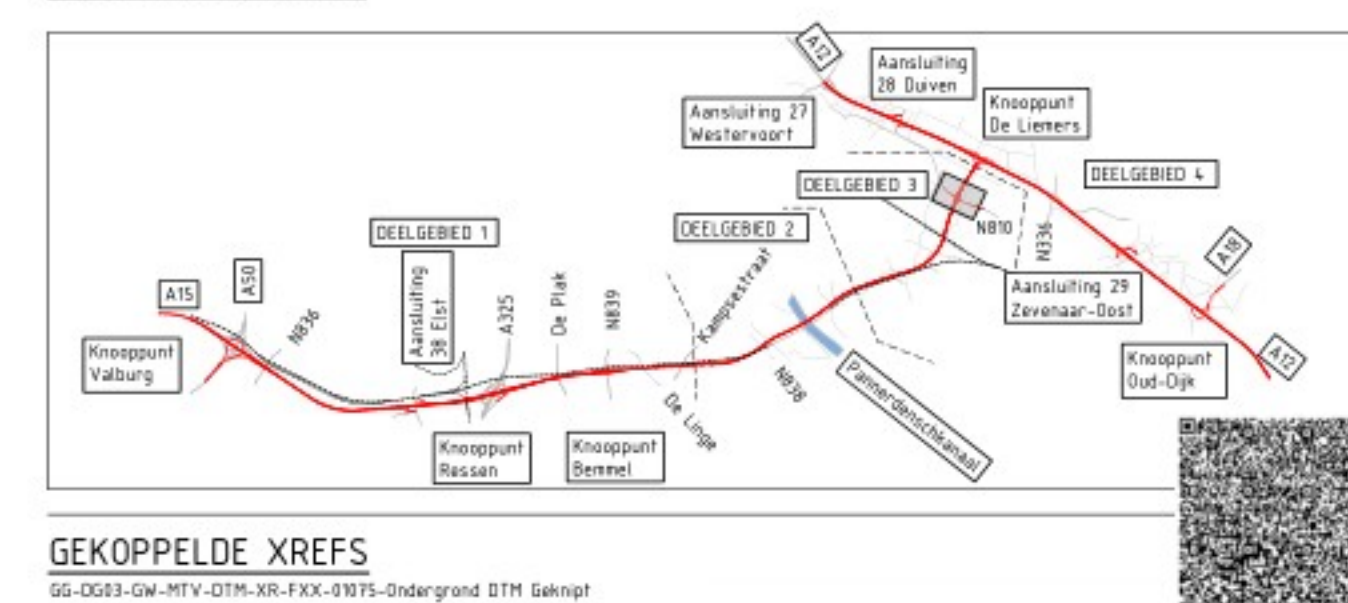 A12
Aansluiting
28 Duiven
Aansluiting 27
Westervoort
Knooppunt
De Liemers
DEELGEBIED 3
DEELGEBIED 4
DEELGEBIED 1
DEELGEBIED 2
N810
N336
A18
A15
A50
N836
Aansluiting
38 Elst
A325
De Plak
N839
Kampsestraat
Aansluiting 29
Zevenaar-Oost
Knooppunt
Valburg
Knooppunt
Oud-Dijk
A12
N838
Pannerdenschkanaal
De Linge
Knooppunt
Ressen
Knooppunt
Bemmel
GEKOPPELDE XREFS
GG-DG03-GW-MTV-DTM-XR-FXX-01075-Ondergrond DTM Geknipt